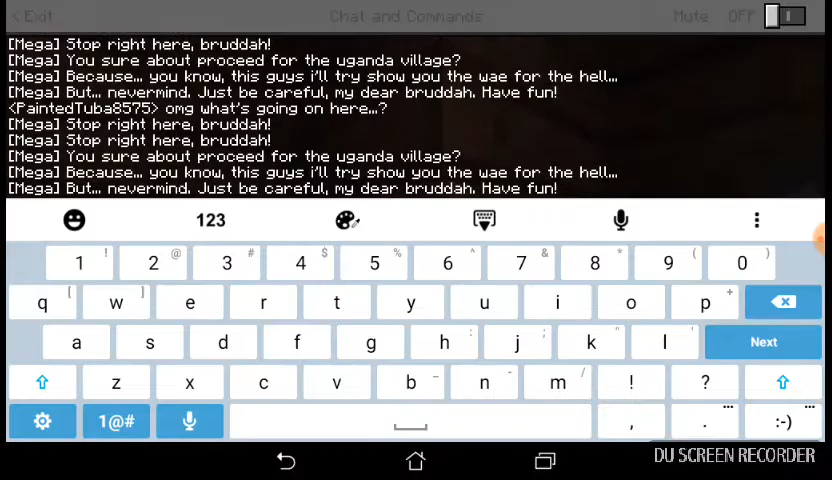 < Exit Chat and Commands Mute OFF
[Mega] Stop right here, bruddah!
[Mega] You sure about proceed for the uganda village?
[Mega] Because... you know, this guys i'll try show you the wae for the hell...
[Mega] But... nevermind. Just be careful, my dear bruddah. Have fun!
<PaintedTuba8575> omg what's going on here...?
[Mega] Stop right here, bruddah!
[Mega] Stop right here, bruddah!
[Mega] You sure about proceed for the uganda village?
[Mega] Because... you know, this guys i'll try show you the wae for the hell...
[Mega] But... nevermind. Just be careful, my dear bruddah. Have fun!
123
1 ! 2 @ 3 # 4 $ 5 % 6 ^ 7 & 8 * 9 ( 0 )
q [ w ] e r t y u i o p +
a s d f g h : j ; k " l ' Next
z x c v b _ n - m / ! ?
1@# , . ... :-) ...
DU SCREEN RECORDER